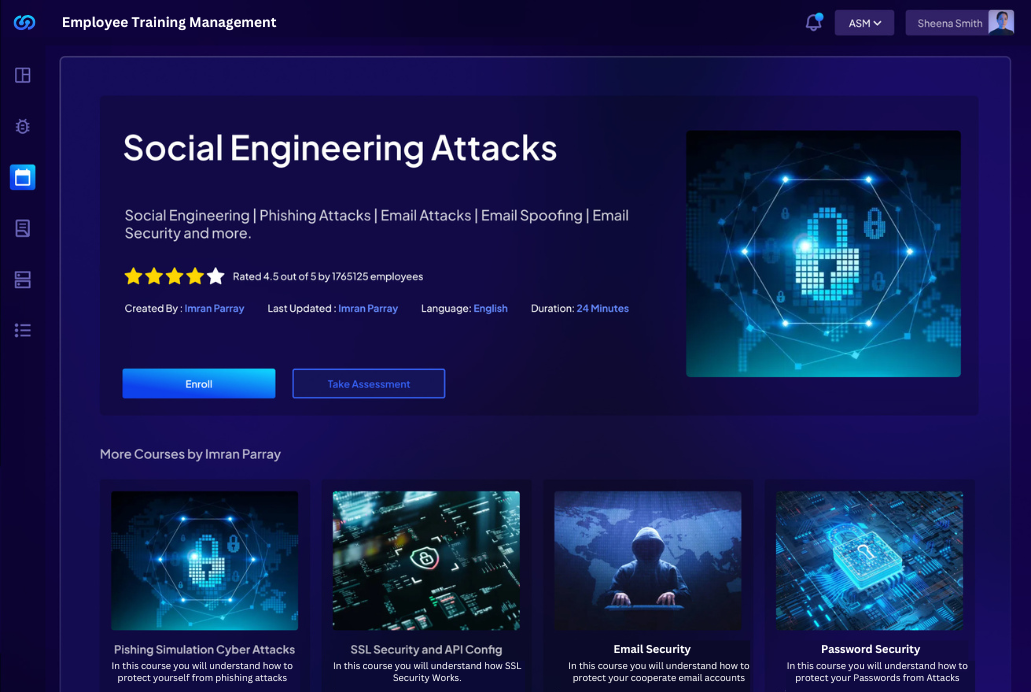 Employee Training Management
ASM
Sheena Smith
Social Engineering Attacks
Social Engineering | Phishing Attacks | Email Attacks | Email Spoofing | Email
Security and more.
Rated 4.5 out of 5 by 1765125 employees
Created By : Imran Parray Last Updated : Imran Parray Language: English Duration: 24 Minutes
Enroll
Take Assessment
More Courses by Imran Parray
Pishing Simulation Cyber Attacks
In this course you will understand how to
protect yourself from phishing attacks
SSL Security and API Config
In this course you will understand how SSL
Security Works.
Email Security
In this course you will understand how to
protect your cooperate email accounts
Password Security
In this course you will understand how to
protect your Passwords from Attacks